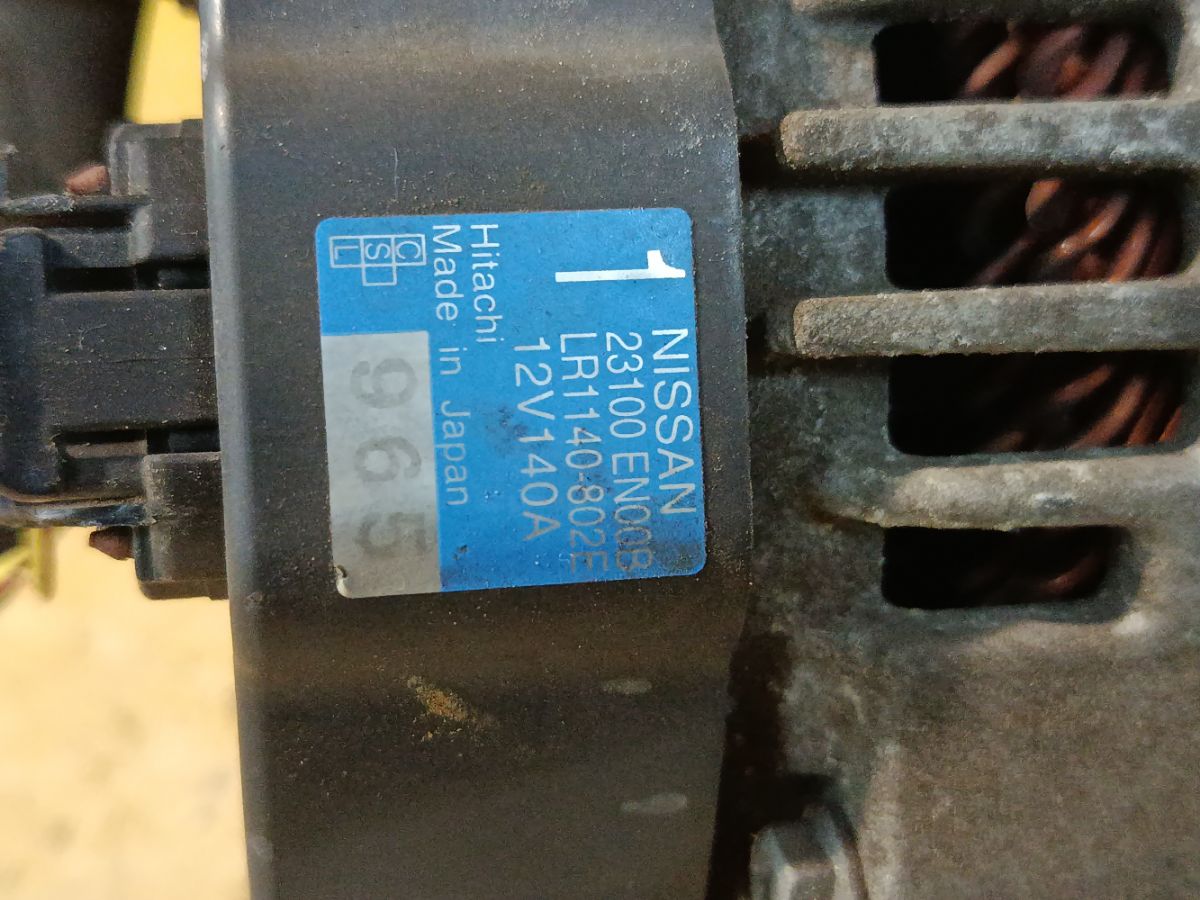 1
NISSAN
23100 EN00B
LR1140-802E
12V140A
Hitachi
Made in Japan
C
S
L
965